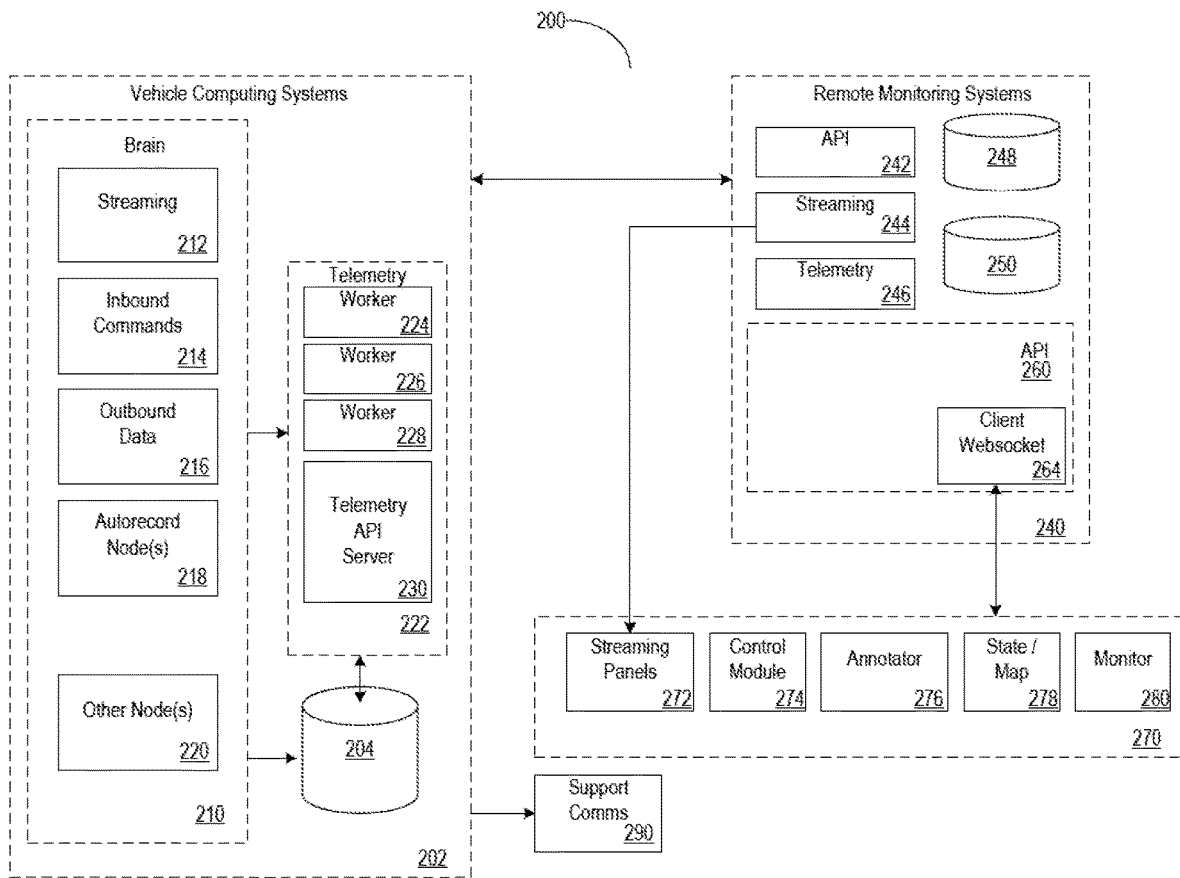 200
Vehicle Computing Systems
Brain
Streaming
212
Inbound
Commands
214
Outbound
Data
216
Autorecord
Node(s)
218
Other Node(s)
220
210
Telemetry
Worker
224
Worker
226
Worker
228
Telemetry
API
Server
230
222
204
202
Remote Monitoring Systems
API
242
Streaming
244
Telemetry
246
248
250
API
260
Client
Websocket
264
240
Streaming
Panels
272
Control
Module
274
Annotator
276
State /
Map
278
Monitor
280
270
Support
Comms
290